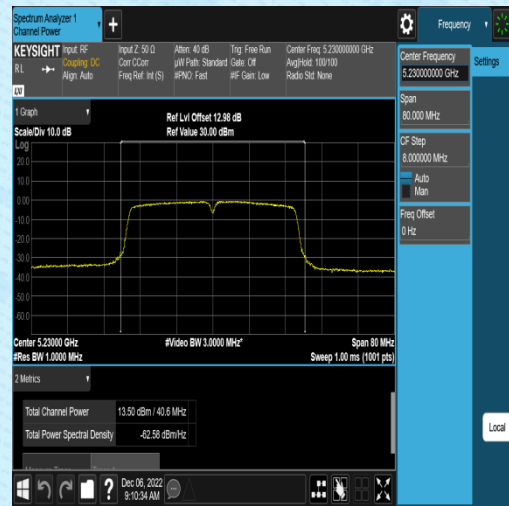 Spectrum Analyzer 1
Channel Power
Frequency
KEYSIGHT
RL
LXI
Input: RF
Coupling: DC
Align: Auto
Input Z: 50 Ω
Corr CCorr
Freq Ref: Int (S)
Atten: 40 dB
µW Path: Standard
#PNO: Fast
Trig: Free Run
Gate: Off
#IF Gain: Low
Center Freq: 5.230000000 GHz
Avg|Hold: 100/100
Radio Std: None
Center Frequency
5.230000000 GHz
Settings
Span
80.000 MHz
CF Step
8.000000 MHz
Auto
Man
Freq Offset
0 Hz
1 Graph
Scale/Div 10.0 dB
Ref Lvl Offset 12.98 dB
Ref Value 30.00 dBm
Log
20.0
10.0
0.00
-10.0
-20.0
-30.0
-40.0
-50.0
-60.0
Center 5.23000 GHz
#Res BW 1.0000 MHz
#Video BW 3.0000 MHz*
Span 80 MHz
Sweep 1.00 ms (1001 pts)
2 Metrics
Total Channel Power 13.50 dBm / 40.6 MHz
Total Power Spectral Density -62.58 dBm/Hz
Local
?
Dec 06, 2022
9:10:34 AM